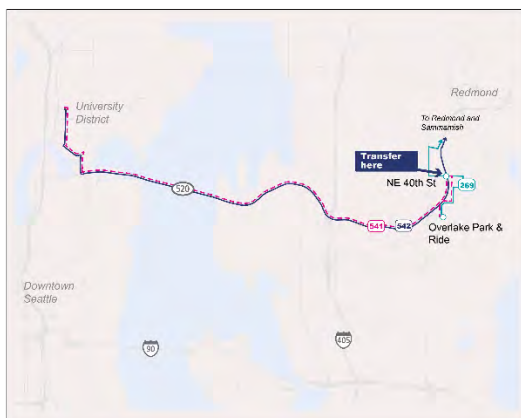 University
District
Redmond
To Redmond and
Sammamish
Transfer
here
NE 40th St
269
520
541
542
Overlake Park &
Ride
Downtown
Seattle
90
405